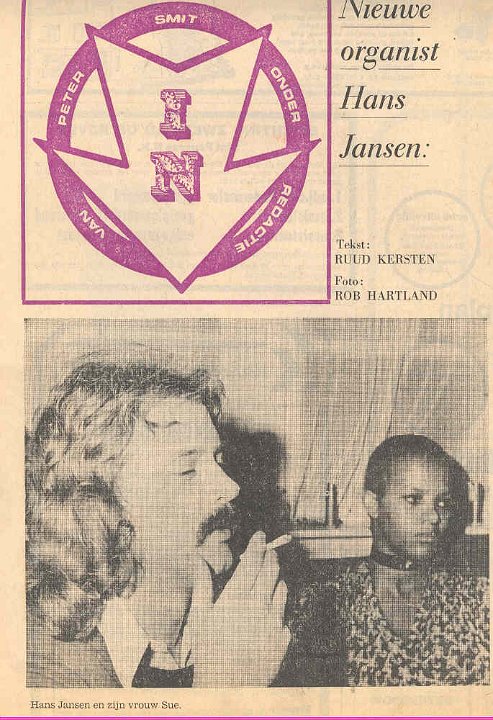 ONDER
REDACTIE
VAN
PETER
SMIT
IN
Nieuwe
organist
Hans
Jansen:
Tekst:
RUUD KERSTEN
Foto:
ROB HARTLAND
Hans Jansen en zijn vrouw Sue.